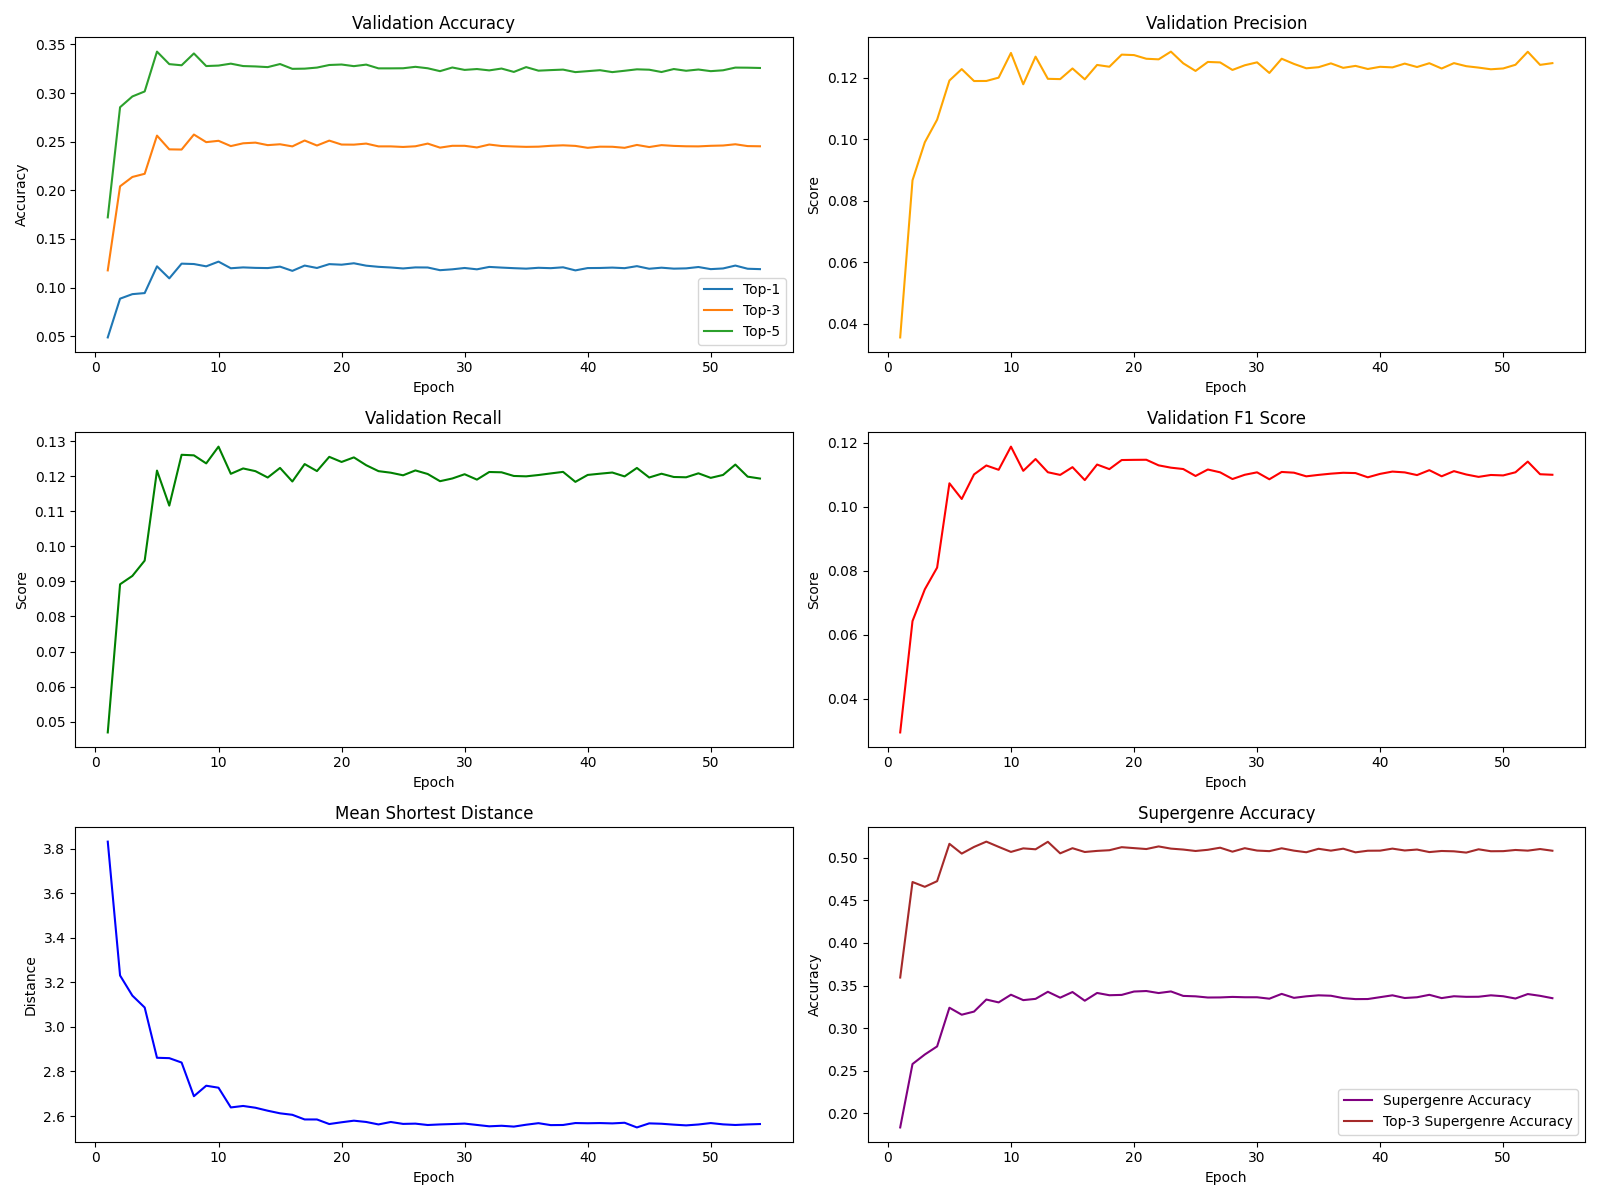 Validation Accuracy
Accuracy
0.35
0.30
0.25
0.20
0.15
0.10
0.05
0 10 20 30 40 50
Epoch
Top-1
Top-3
Top-5
Validation Precision
Score
0.12
0.10
0.08
0.06
0.04
0 10 20 30 40 50
Epoch
Validation Recall
Score
0.13
0.12
0.11
0.10
0.09
0.08
0.07
0.06
0.05
0 10 20 30 40 50
Epoch
Validation F1 Score
Score
0.12
0.10
0.08
0.06
0.04
0 10 20 30 40 50
Epoch
Mean Shortest Distance
Distance
3.8
3.6
3.4
3.2
3.0
2.8
2.6
0 10 20 30 40 50
Epoch
Supergenre Accuracy
Accuracy
0.50
0.45
0.40
0.35
0.30
0.25
0.20
0 10 20 30 40 50
Epoch
Supergenre Accuracy
Top-3 Supergenre Accuracy